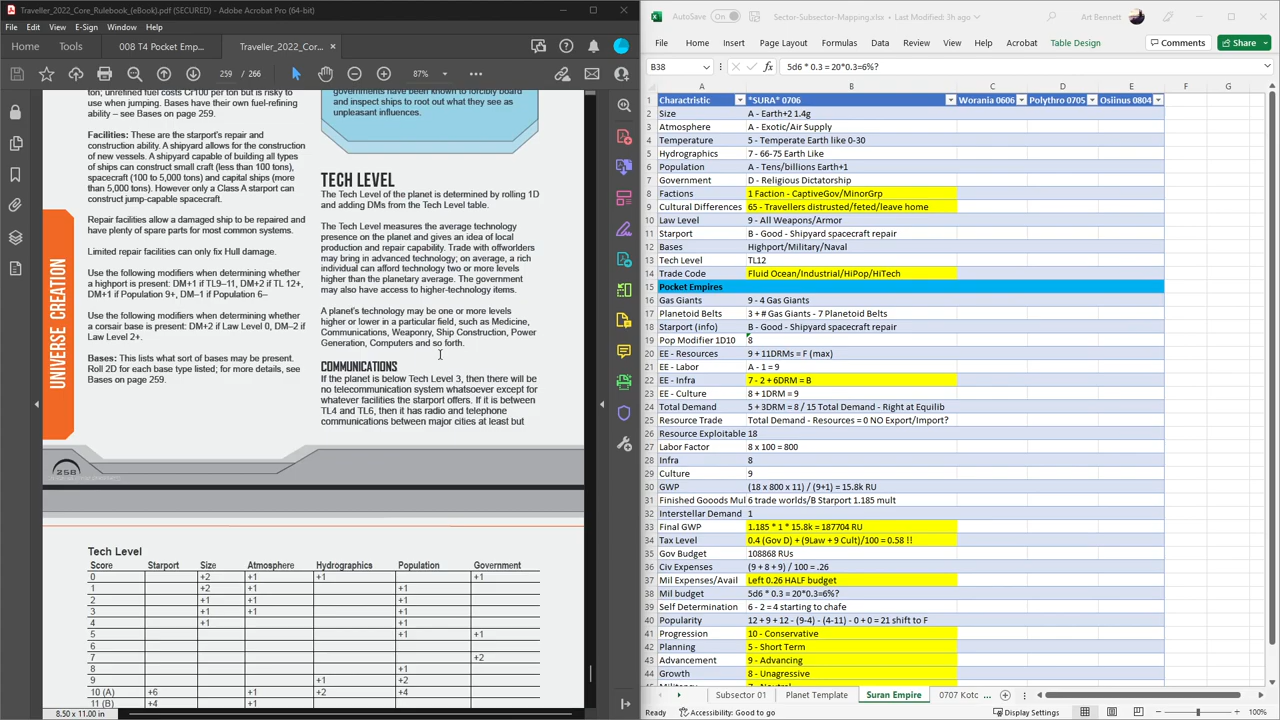 Traveller_2022_Core_Rulebook_(eBook).pdf (SECURED) - Adobe Acrobat Pro (64-bit)
File Edit View E-Sign Window Help
Home Tools 008 T4 Pocket Emp... Traveller_2022_Cor... ×
259 / 266 87%
ton; unrefined fuel costs Cr100 per ton but is risky to
use when jumping. Bases have their own fuel-refining
ability – see Bases on page 259.
Facilities: These are the starport's repair and
construction ability. A shipyard allows for the construction
of new vessels. A shipyard capable of building all types
of ships can construct small craft (less than 100 tons),
spacecraft (100 to 5,000 tons) and capital ships (more
than 5,000 tons). However only a Class A starport can
construct jump-capable spacecraft.
Repair facilities allow a damaged ship to be repaired and
have plenty of spare parts for most common systems.
Limited repair facilities can only fix Hull damage.
Use the following modifiers when determining whether
a highport is present: DM+1 if TL9–11, DM+2 if TL 12+,
DM+1 if Population 9+, DM–1 if Population 6–
Use the following modifiers when determining whether
a corsair base is present: DM+2 if Law Level 0, DM–2 if
Law Level 2+.
Bases: This lists what sort of bases may be present.
Roll 2D for each base type listed; for more details, see
Bases on page 259.
UNIVERSE CREATION
258
governments have been known to forcibly board
and inspect ships to root out what they see as
unpleasant influences.
TECH LEVEL
The Tech Level of the planet is determined by rolling 1D
and adding DMs from the Tech Level table.
The Tech Level measures the average technology
presence on the planet and gives an idea of local
production and repair capability. Trade with offworlders
may bring in advanced technology; on average, a rich
individual can afford technology two or more levels
higher than the planetary average. The government
may also have access to higher-technology items.
A planet's technology may be one or more levels
higher or lower in a particular field, such as Medicine,
Communications, Weaponry, Ship Construction, Power
Generation, Computers and so forth.
COMMUNICATIONS
If the planet is below Tech Level 3, then there will be
no telecommunication system whatsoever except for
whatever facilities the starport offers. If it is between
TL4 and TL6, then it has radio and telephone
communications between major cities at least but
Tech Level
Score Starport Size Atmosphere Hydrographics Population Government
0 +2 +1 +1 +1
1 +2 +1 +1
2 +1 +1 +1
3 +1 +1 +1
4 +1 +1
5 +1 +1
6
7 +2
8 +1
9 +1 +2
10 (A) +6 +1 +2 +4
11 (B) +4 +1
8.50 x 11.00 in
AutoSave Off Sector-Subsector-Mapping.xlsx • Last Modified: 3h ago Art Bennett
File Home Insert Formulas Data Review View Help Acrobat Table Design Comments Share
B38 fx 5d6 * 0.3 = 20*0.3=6%?
A B C D E F G
1 Charactristic *SURA* 0706 Worania 0606 Polythro 0705 Osiinus 0804
2 Size A - Earth+2 1.4g
3 Atmosphere A - Exotic/Air Supply
4 Temperature 5 - Temperate Earth like 0-30
5 Hydrographics 7 - 66-75 Earth Like
6 Population A - Tens/billions Earth+1
7 Government D - Religious Dictatorship
8 Factions 1 Faction - CaptiveGov/MinorGrp
9 Cultural Differences 65 - Travellers distrusted/feted/leave home
10 Law Level 9 - All Weapons/Armor
11 Starport B - Good - Shipyard spacecraft repair
12 Bases Highport/Military/Naval
13 Tech Level TL12
14 Trade Code Fluid Ocean/Industrial/HiPop/HiTech
15 Pocket Empires
16 Gas Giants 9 - 4 Gas Giants
17 Planetoid Belts 3 + # Gas Giants - 7 Planetoid Belts
18 Starport (info) B - Good - Shipyard spacecraft repair
19 Pop Modifier 1D10 8
20 EE - Resources 9 + 11DRMs = F (max)
21 EE - Labor A - 1 = 9
22 EE - Infra 7 - 2 + 6DRM = B
23 EE - Culture 8 + 1DRM = 9
24 Total Demand 5 + 3DRM = 8 / 15 Total Demand - Right at Equilib
25 Resource Trade Total Demand - Resources = 0 NO Export/Import?
26 Resource Exploitable 18
27 Labor Factor 8 x 100 = 800
28 Infra 8
29 Culture 9
30 GWP (18 x 800 x 11) / (9+1) = 15.8k RU
31 Finished Gooods Mul 6 trade worlds/B Starport 1.185 mult
32 Interstellar Demand 1
33 Final GWP 1.185 * 1 * 15.8k = 187704 RU
34 Tax Level 0.4 (Gov D) + (9Law + 9 Cult)/100 = 0.58 !!
35 Gov Budget 108868 RUs
36 Civ Expenses (9 + 8 + 9) / 100 = .26
37 Mil Expenses/Avail Left 0.26 HALF budget
38 Mil budget 5d6 * 0.3 = 20*0.3=6%?
39 Self Determination 6 - 2 = 4 starting to chafe
40 Popularity 12 + 9 + 12 - (9-4) - (4-11) - 0 + 0 = 21 shift to F
41 Progression 10 - Conservative
42 Planning 5 - Short Term
43 Advancement 9 - Advancing
44 Growth 8 - Unagressive
Subsector 01 Planet Template Suran Empire 0707 Kotc ...
Ready Accessibility: Good to go Display Settings 100%